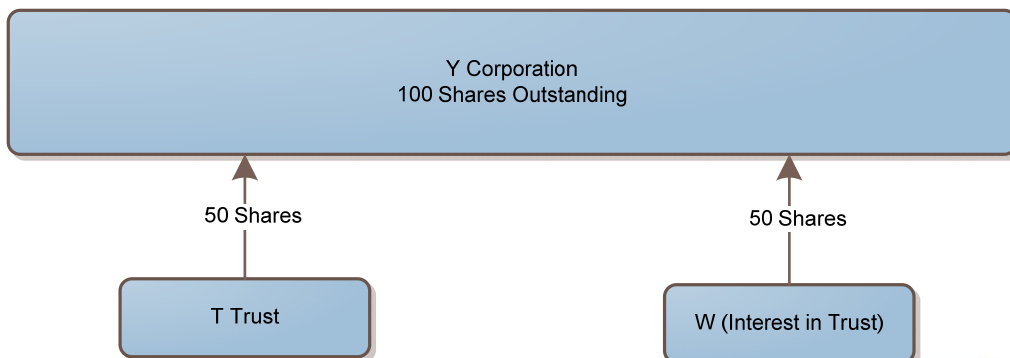 Y Corporation
100 Shares Outstanding
50 Shares
50 Shares
T Trust
W (Interest in Trust)